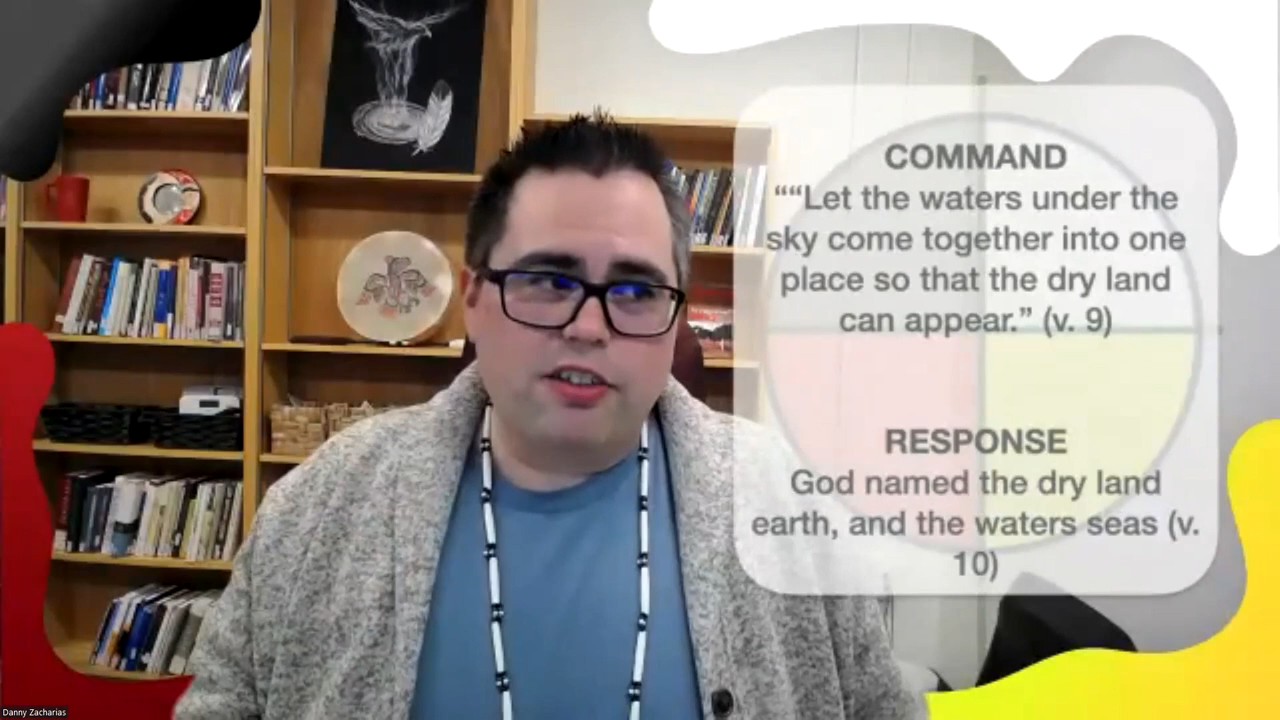 COMMAND
““Let the waters under the
sky come together into one
place so that the dry land
can appear.” (v. 9)
RESPONSE
God named the dry land
earth, and the waters seas (v.
10)
Danny Zacharias